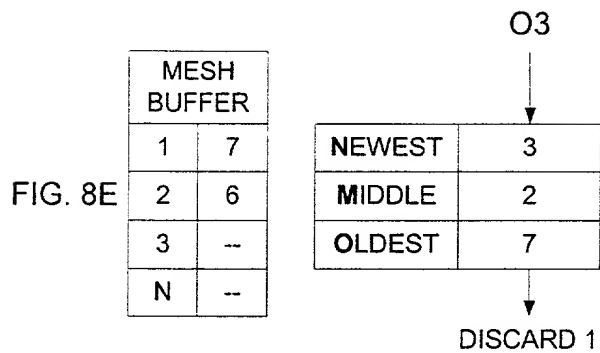 O3
MESH
BUFFER
1 7
2 6
3 --
N --
FIG. 8E
NEWEST 3
MIDDLE 2
OLDEST 7
DISCARD 1